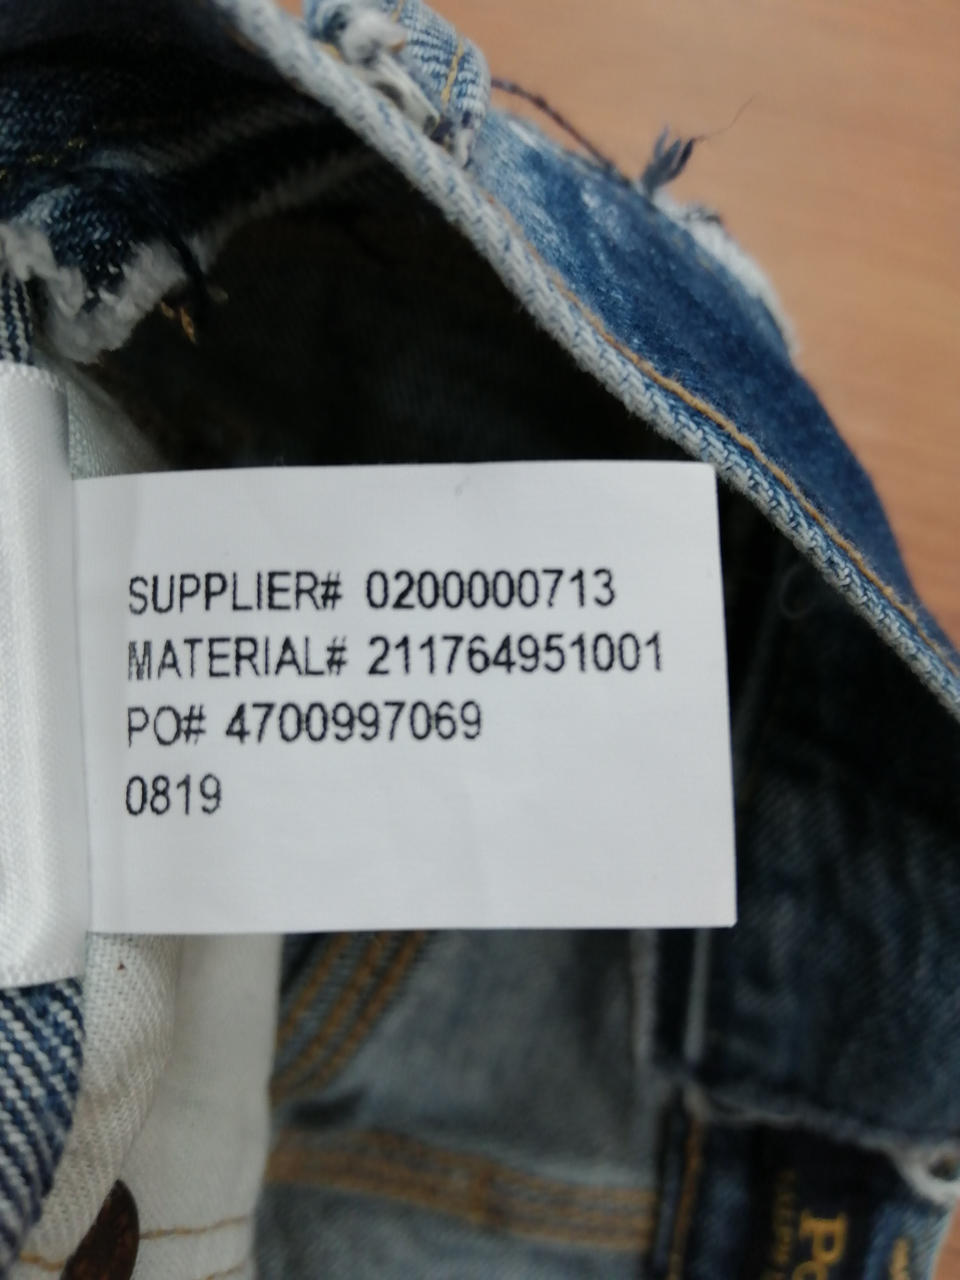 SUPPLIER# 0200000713
MATERIAL# 211764951001
PO# 4700997069
0819